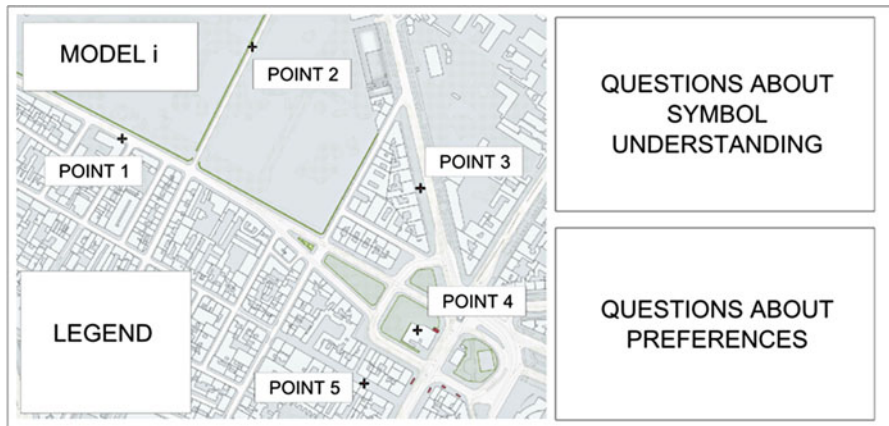 MODEL i
POINT 2
POINT 1
POINT 3
POINT 4
LEGEND
POINT 5
QUESTIONS ABOUT
SYMBOL
UNDERSTANDING
QUESTIONS ABOUT
PREFERENCES